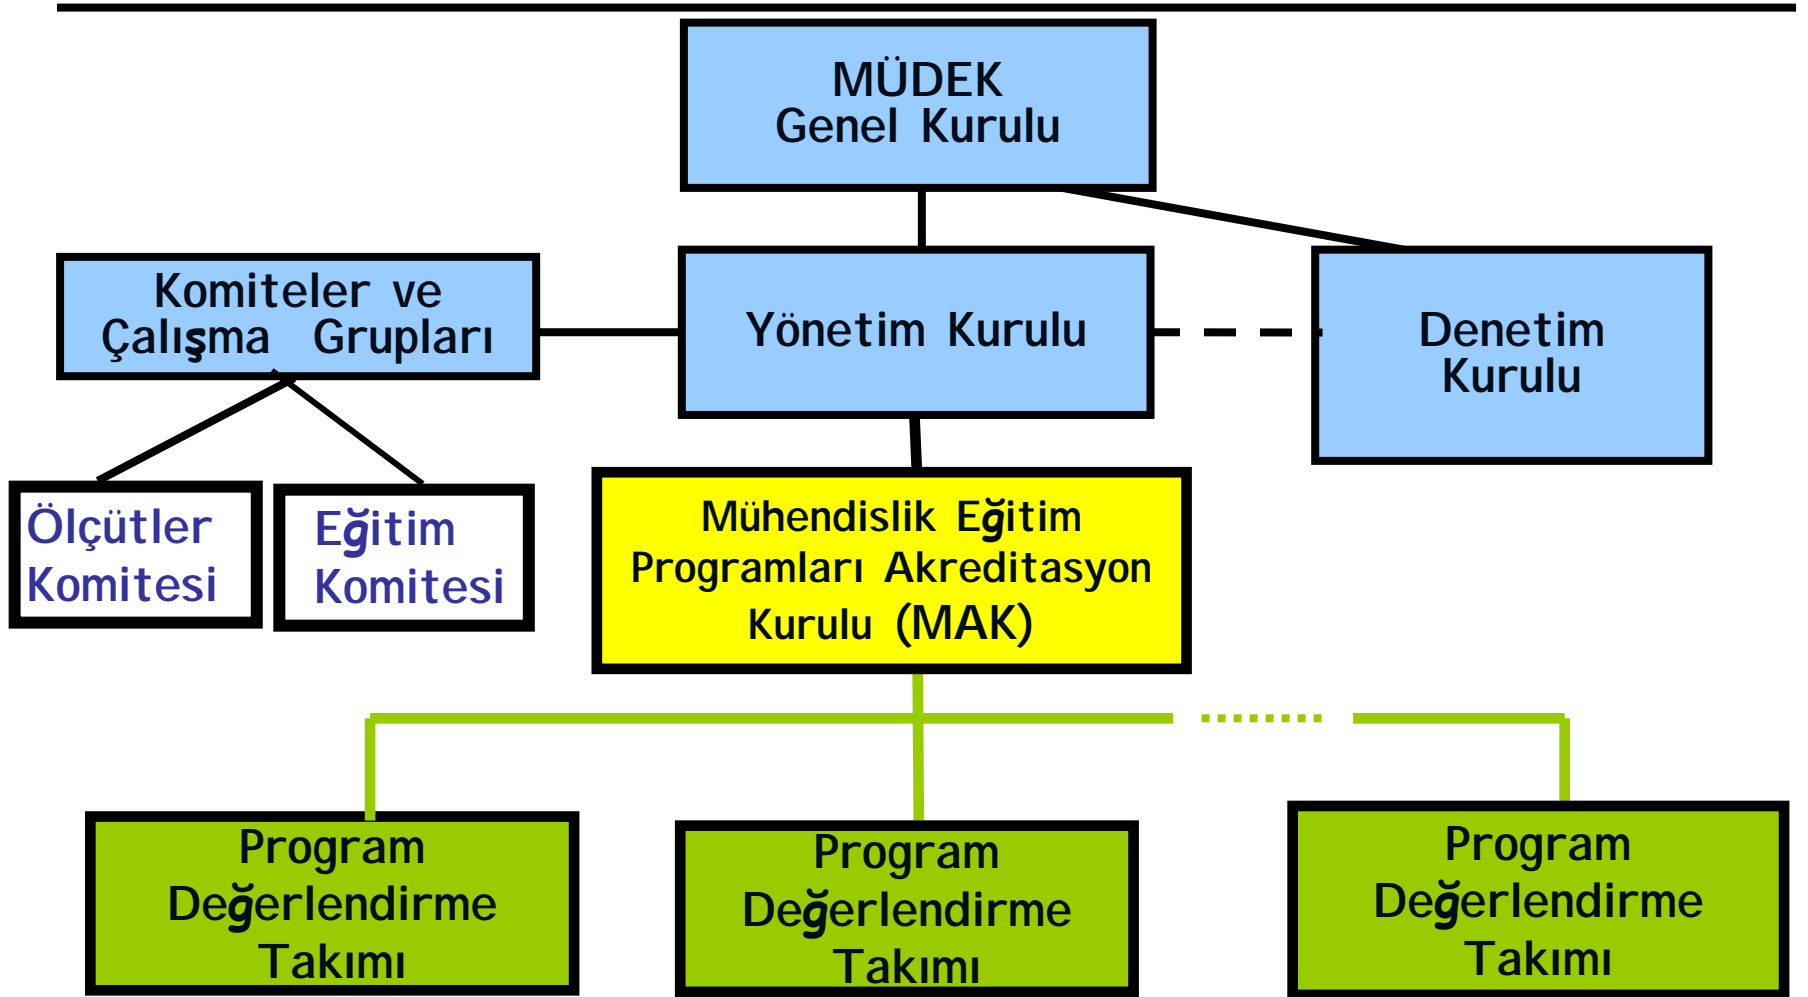 MÜDEK
Genel Kurulu
Komiteler ve
Çalışma Grupları
Yönetim Kurulu
Denetim
Kurulu
Ölçütler
Komitesi
Eğitim
Komitesi
Mühendislik Eğitim
Programları Akreditasyon
Kurulu (MAK)
Program
Değerlendirme
Takımı
Program
Değerlendirme
Takımı
Program
Değerlendirme
Takımı